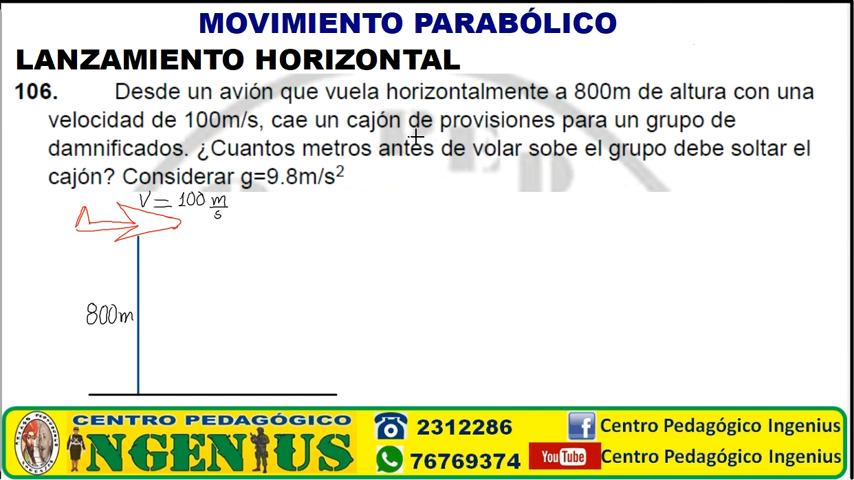 MOVIMIENTO PARABÓLICO
LANZAMIENTO HORIZONTAL
106. Desde un avión que vuela horizontalmente a 800m de altura con una
velocidad de 100m/s, cae un cajón de provisiones para un grupo de
damnificados. ¿Cuantos metros antes de volar sobe el grupo debe soltar el
cajón? Considerar g=9.8m/s²
V = 100 m/s
800m
CENTRO PEDAGÓGICO
INGENIUS
2312286
76769374
Centro Pedagógico Ingenius
YouTube Centro Pedagógico Ingenius